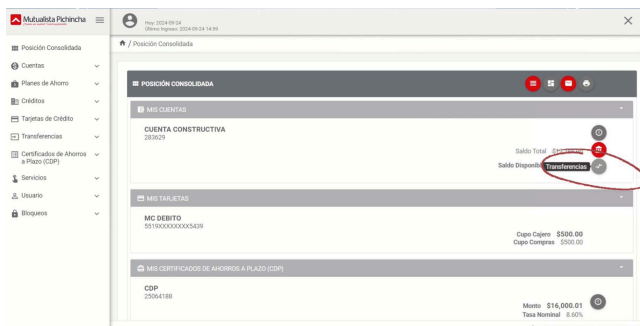 Mutualista Pichincha
Hoy: 2024-09-24
Último Ingreso: 2024-09-24 14:59
/ Posición Consolidada
Posición Consolidada
Cuentas
Planes de Ahorro
Créditos
Tarjetas de Crédito
Transferencias
Certificados de Ahorros
a Plazo (CDP)
Servicios
Usuario
Bloqueos
POSICIÓN CONSOLIDADA
MIS CUENTAS
CUENTA CONSTRUCTIVA
283629
Saldo Total
Saldo Disponib Transferencias
MIS TARJETAS
MC DEBITO
5519XXXXXXXX5439
Cupo Cajero $500.00
Cupo Compras $500.00
MIS CERTIFICADOS DE AHORROS A PLAZO (CDP)
CDP
25064188
Monto $16,000.01
Tasa Nominal 8.60%